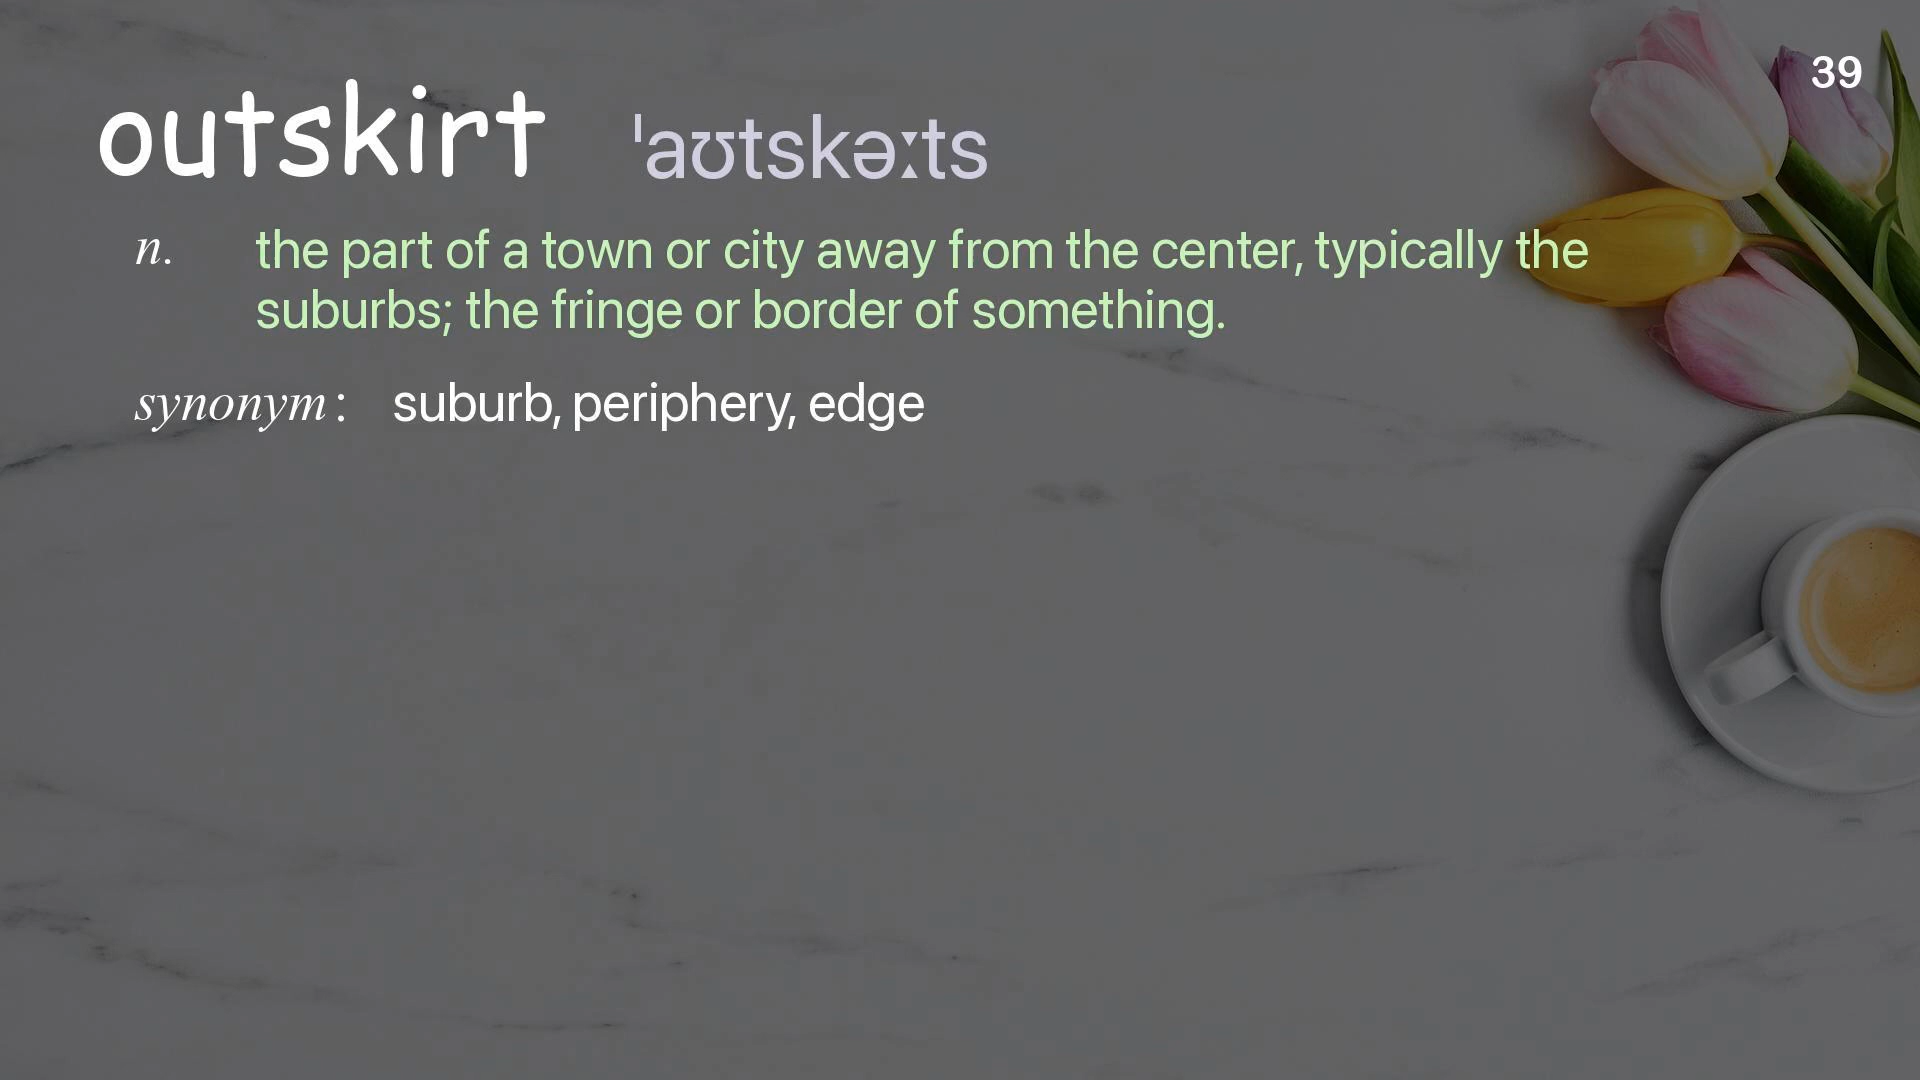 39
outskirt ˈaʊtskəːts
n. the part of a town or city away from the center, typically the
suburbs; the fringe or border of something.
synonym: suburb, periphery, edge